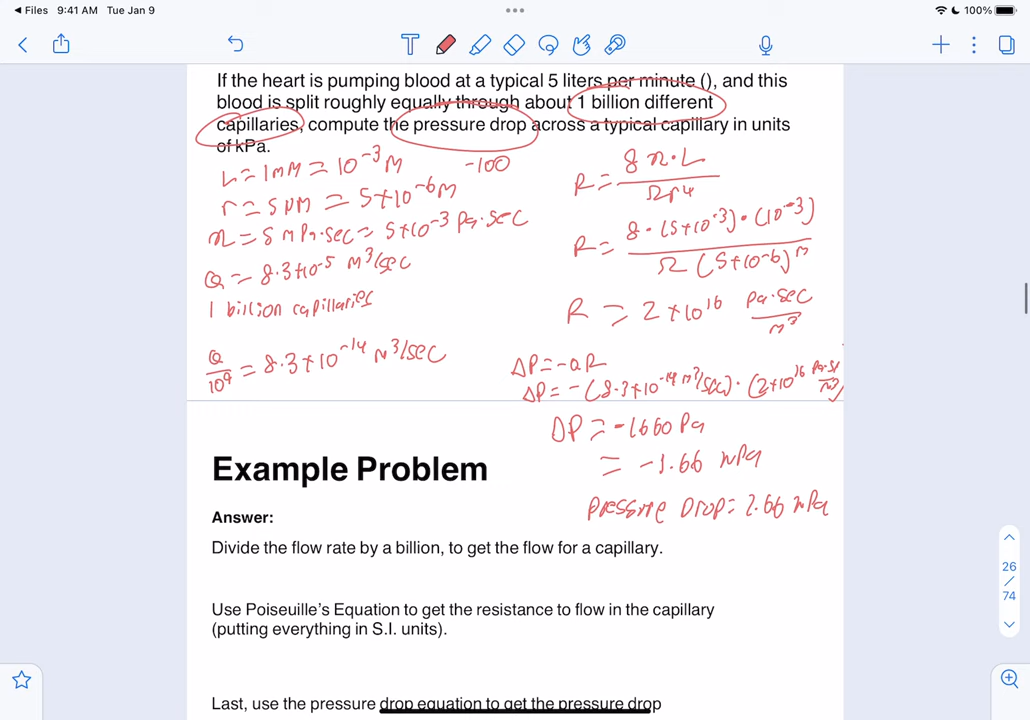 Files 9:41 AM Tue Jan 9
100%
If the heart is pumping blood at a typical 5 liters per minute (), and this
blood is split roughly equally through about 1 billion different
capillaries, compute the pressure drop across a typical capillary in units
of kPa.
L = 1mM = 10^-3 M
-100
r = 5 μM = 5*10^-6 M
η = 5 mPa·sec = 5*10^-3 Pa·sec
Q = 8.3*10^-5 m^3/sec
1 billion capillaries
Q/10^9 = 8.3*10^-14 m^3/sec
R = 8η·L / πr^4
R = 8·(5*10^-3)·(10^-3) / π(5*10^-6)^4
R = 2*10^16 Pa·sec/m^3
ΔP = -QR
ΔP = -(8.3*10^-14 m^3/sec)·(2*10^16 Pa·s/m^3)
ΔP = -1660 Pa
= -1.66 kPa
Pressure Drop = 1.66 kPa
Example Problem
Answer:
Divide the flow rate by a billion, to get the flow for a capillary.
Use Poiseuille's Equation to get the resistance to flow in the capillary
(putting everything in S.I. units).
Last, use the pressure drop equation to get the pressure drop
26
/
74